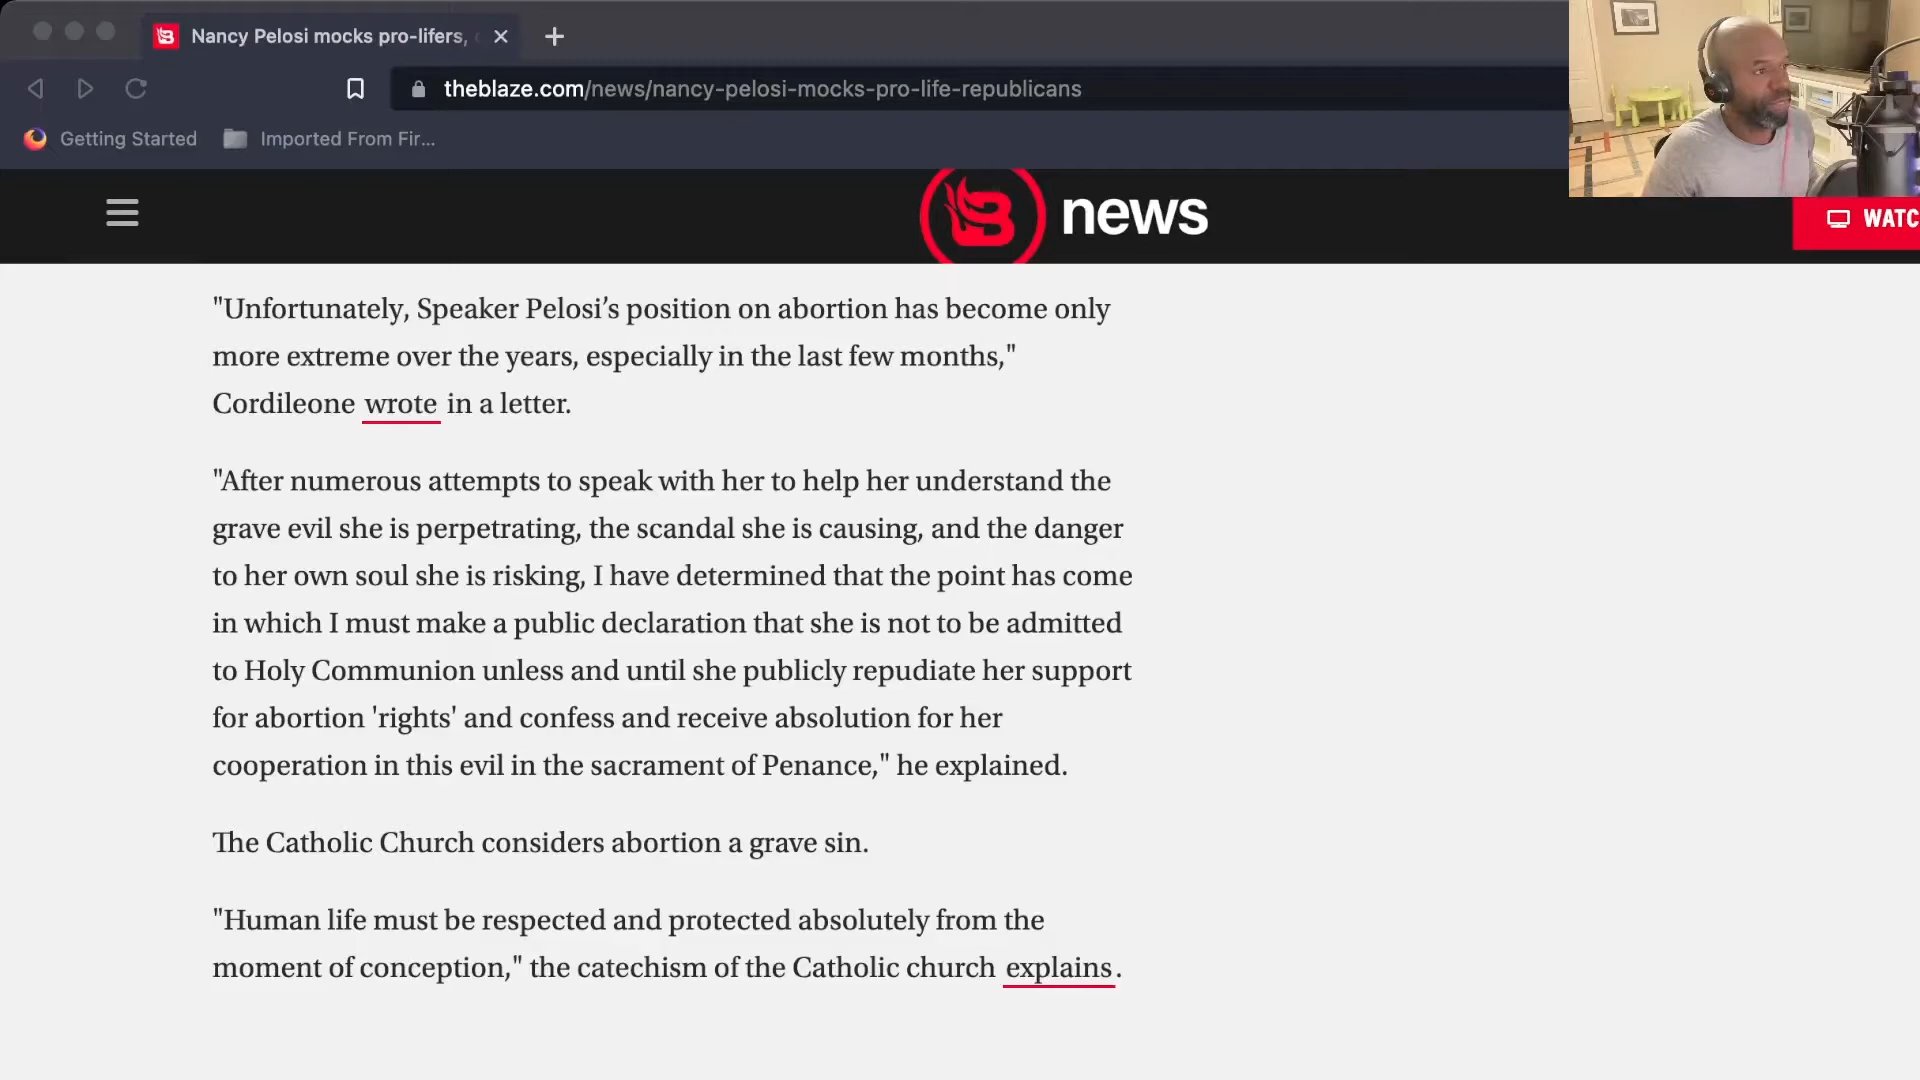 Nancy Pelosi mocks pro-lifers,
theblaze.com/news/nancy-pelosi-mocks-pro-life-republicans
Getting Started
Imported From Fir...
news
WATC
"Unfortunately, Speaker Pelosi’s position on abortion has become only
more extreme over the years, especially in the last few months,"
Cordileone wrote in a letter.
"After numerous attempts to speak with her to help her understand the
grave evil she is perpetrating, the scandal she is causing, and the danger
to her own soul she is risking, I have determined that the point has come
in which I must make a public declaration that she is not to be admitted
to Holy Communion unless and until she publicly repudiate her support
for abortion 'rights' and confess and receive absolution for her
cooperation in this evil in the sacrament of Penance," he explained.
The Catholic Church considers abortion a grave sin.
"Human life must be respected and protected absolutely from the
moment of conception," the catechism of the Catholic church explains.